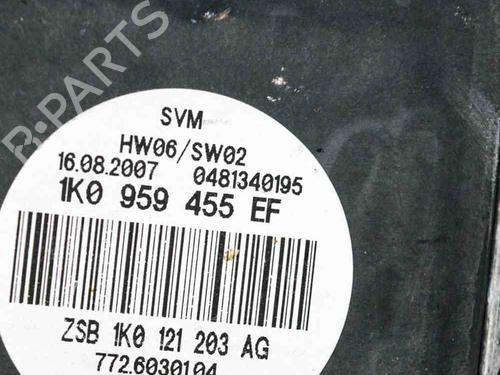 B-PARTS
SVM
HW06/SW02
16.08.2007 0481340195
1K0 959 455 EF
ZSB 1K0 121 203 AG
772.6030104